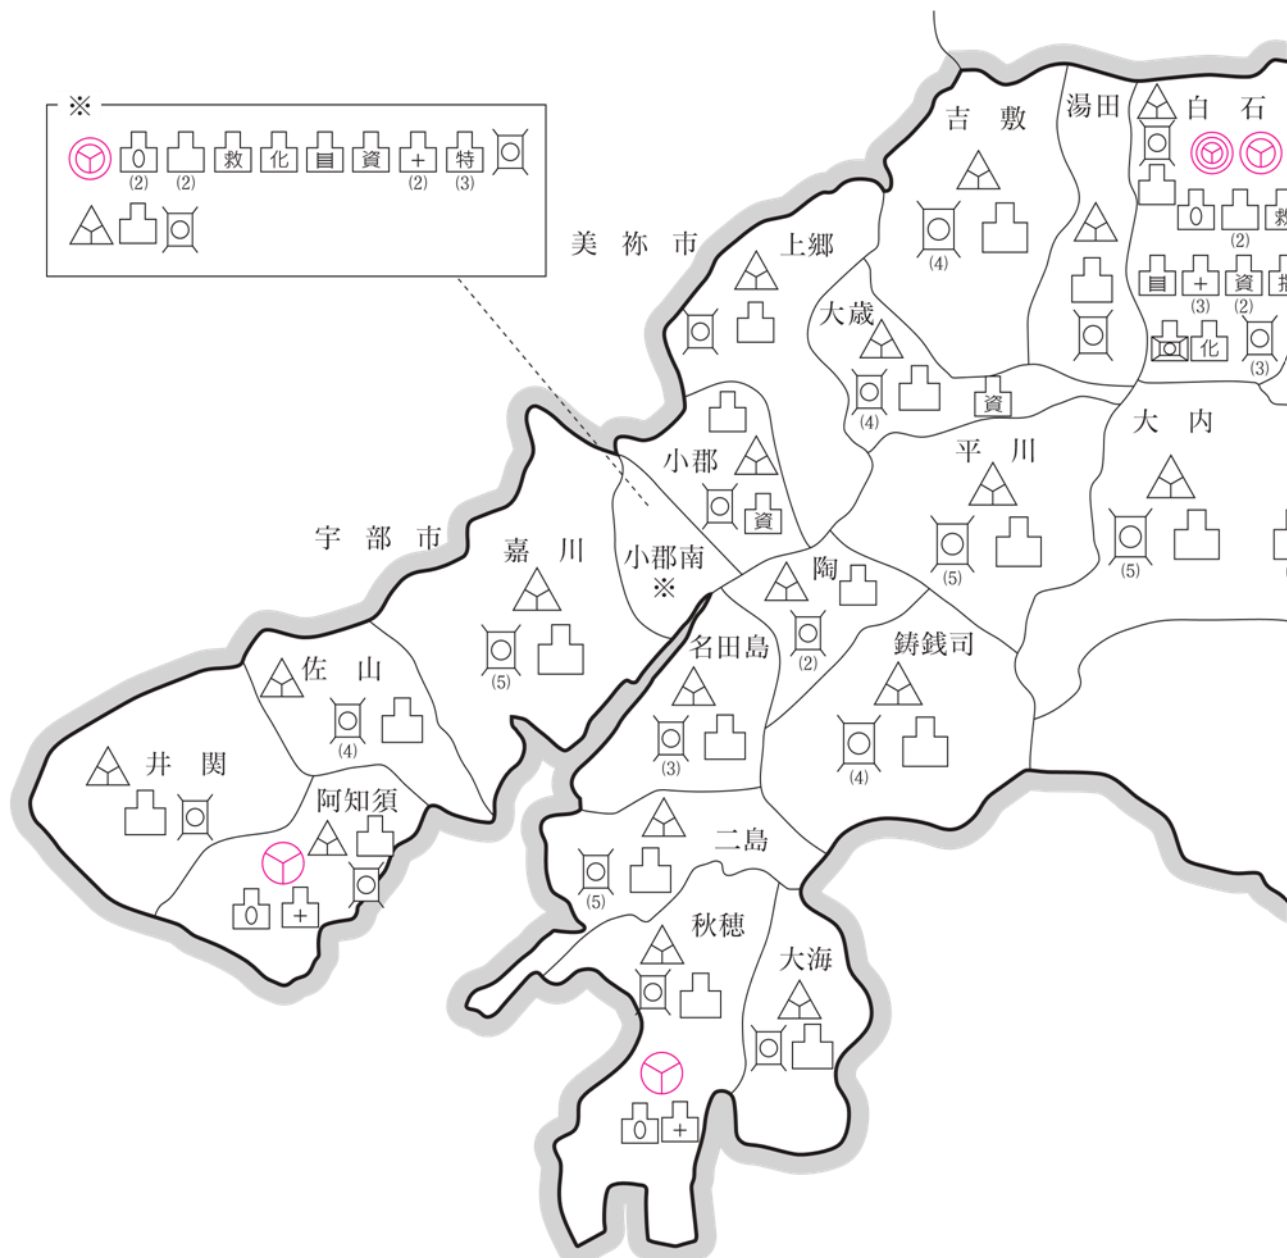 ※
救 化 資 + 特
(2) (2) (2) (3)
美祢市
宇部市
吉敷
(4)
湯田
白石
救
(2)
+ 資
(3) (2)
化
(3)
上郷
大歳
(4) 資
小郡
資
平川
(5)
大内
(5)
嘉川
(5)
小郡南
※
陶
(2)
名田島
(3)
鋳銭司
(4)
佐山
(4)
井関
阿知須
+
二島
(5)
秋穂
+
大海